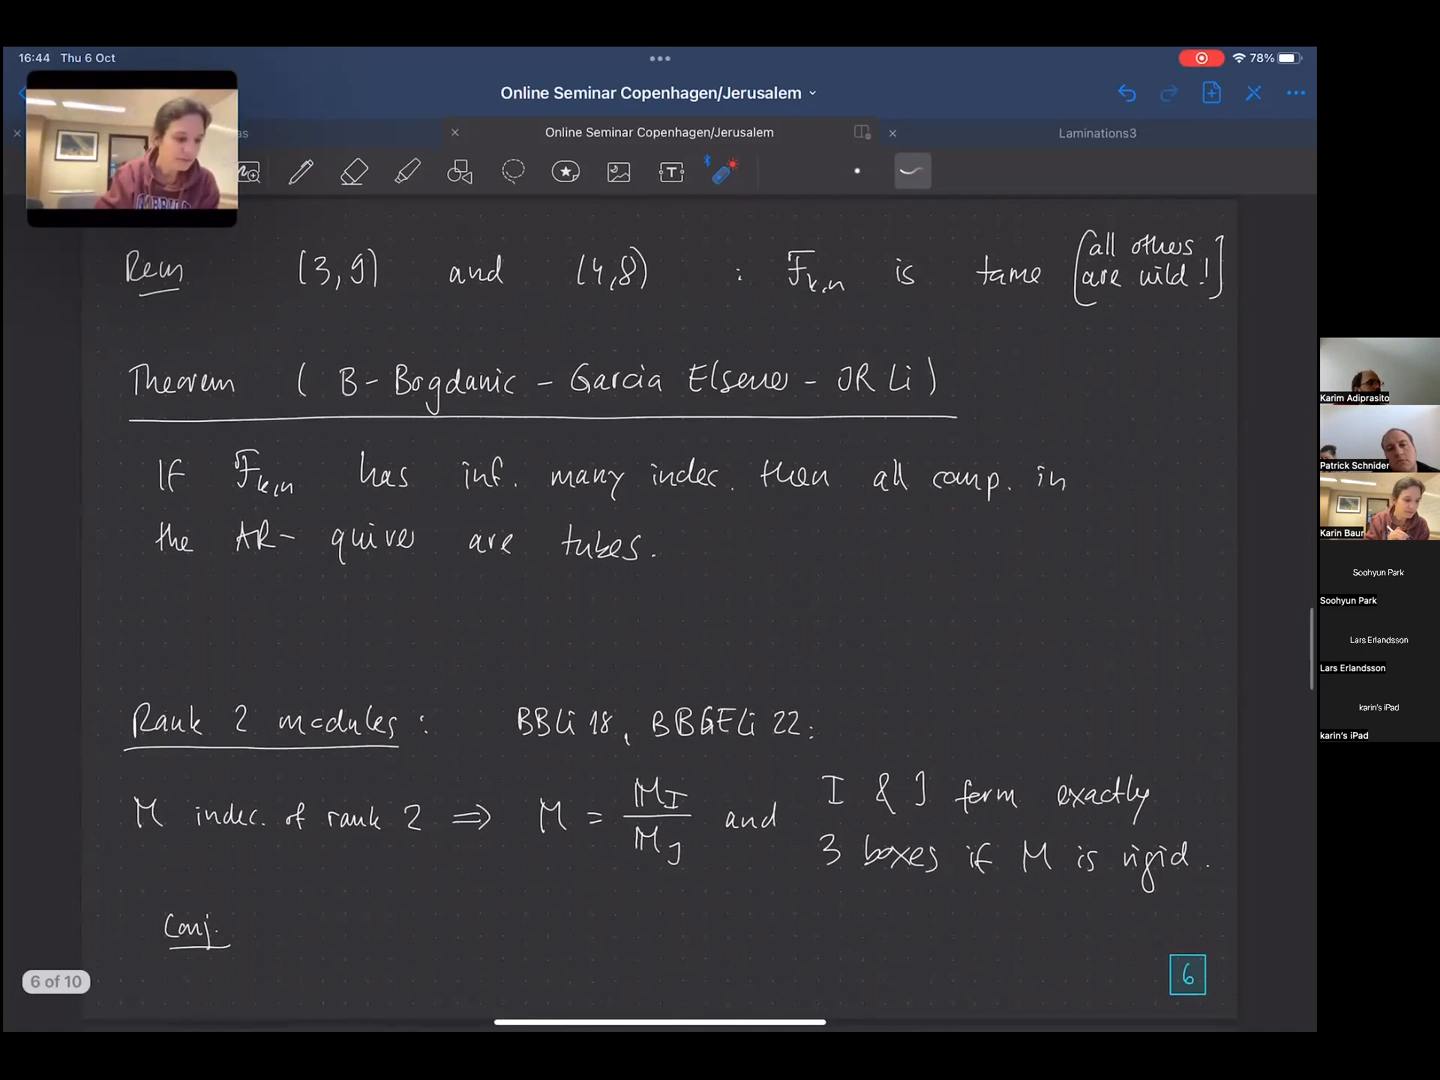 16:44 Thu 6 Oct
78%
Online Seminar Copenhagen/Jerusalem
as
Online Seminar Copenhagen/Jerusalem
Laminations3
Rem (3,9) and (4,8) : F_{k,n} is tame (all others are wild!)
Theorem (B - Bogdanic - Garcia Elsener - JR Li)
If F_{k,n} has inf. many indec. then all comp. in
the AR-quiver are tubes.
Rank 2 modules: BBLi 18, BBGELi 22:
M indec. of rank 2 ⟹ M = M_I / M_J and I & J form exactly
3 boxes if M is rigid.
Conj.
6 of 10
6
Karim Adiprasito
Patrick Schnider
Karin Baur
Soohyun Park
Soohyun Park
Lars Erlandsson
Lars Erlandsson
karin's iPad
karin's iPad